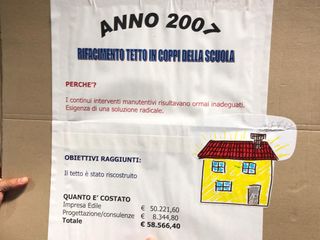 ANNO 2007
RIFACIMENTO TETTO IN COPPI DELLA SCUOLA
PERCHE'?
I continui interventi manutentivi risultavano ormai inadeguati.
Esigenza di una soluzione radicale.
OBIETTIVI RAGGIUNTI:
Il tetto è stato riscostruito
QUANTO E' COSTATO
Impresa Edile € 50.221,60
Progettazione/consulenze € 8.344,80
Totale € 58.566,40